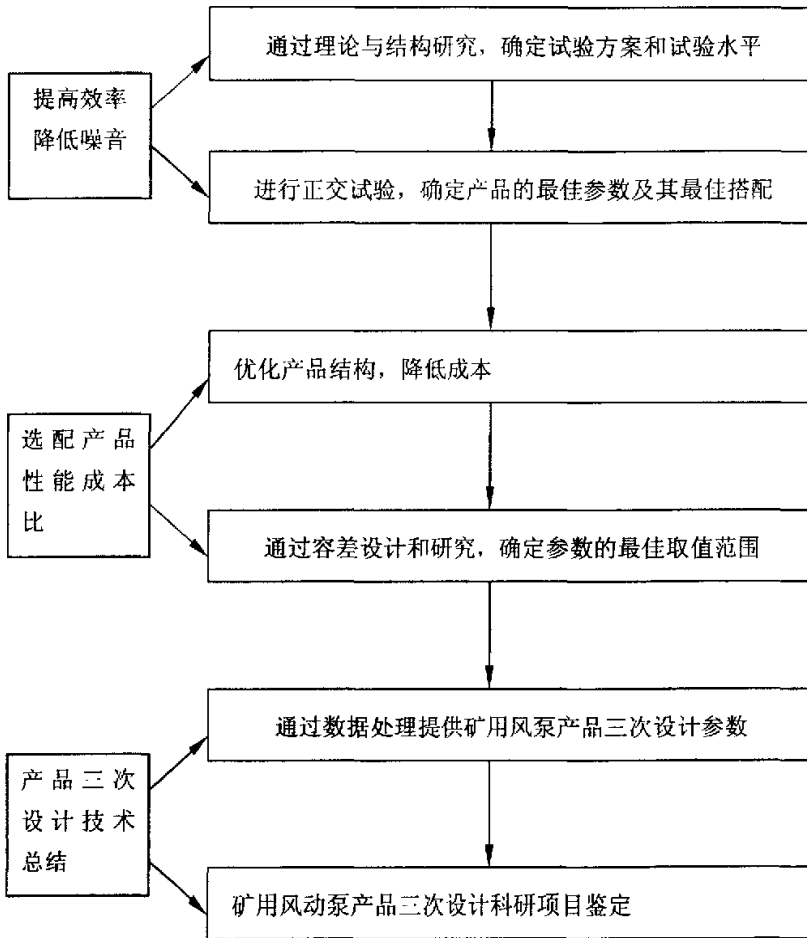 通过理论与结构研究，确定试验方案和试验水平
提高效率
降低噪音
进行正交试验，确定产品的最佳参数及其最佳搭配
优化产品结构，降低成本
选配产品
性能成本
比
通过容差设计和研究，确定参数的最佳取值范围
通过数据处理提供矿用风泵产品三次设计参数
产品三次
设计技术
总结
矿用风动泵产品三次设计科研项目鉴定